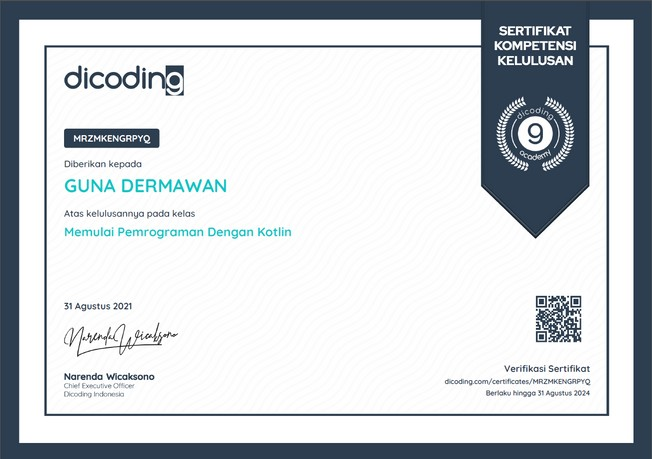 SERTIFIKAT
KOMPETENSI
KELULUSAN
dicoding
dicoding
9
academy
MRZMKENGRPYQ
Diberikan kepada
GUNA DERMAWAN
Atas kelulusannya pada kelas
Memulai Pemrograman Dengan Kotlin
31 Agustus 2021
Narenda Wicaksono
Narenda Wicaksono
Chief Executive Officer
Dicoding Indonesia
Verifikasi Sertifikat
dicoding.com/certificates/MRZMKENGRPYQ
Berlaku hingga 31 Agustus 2024